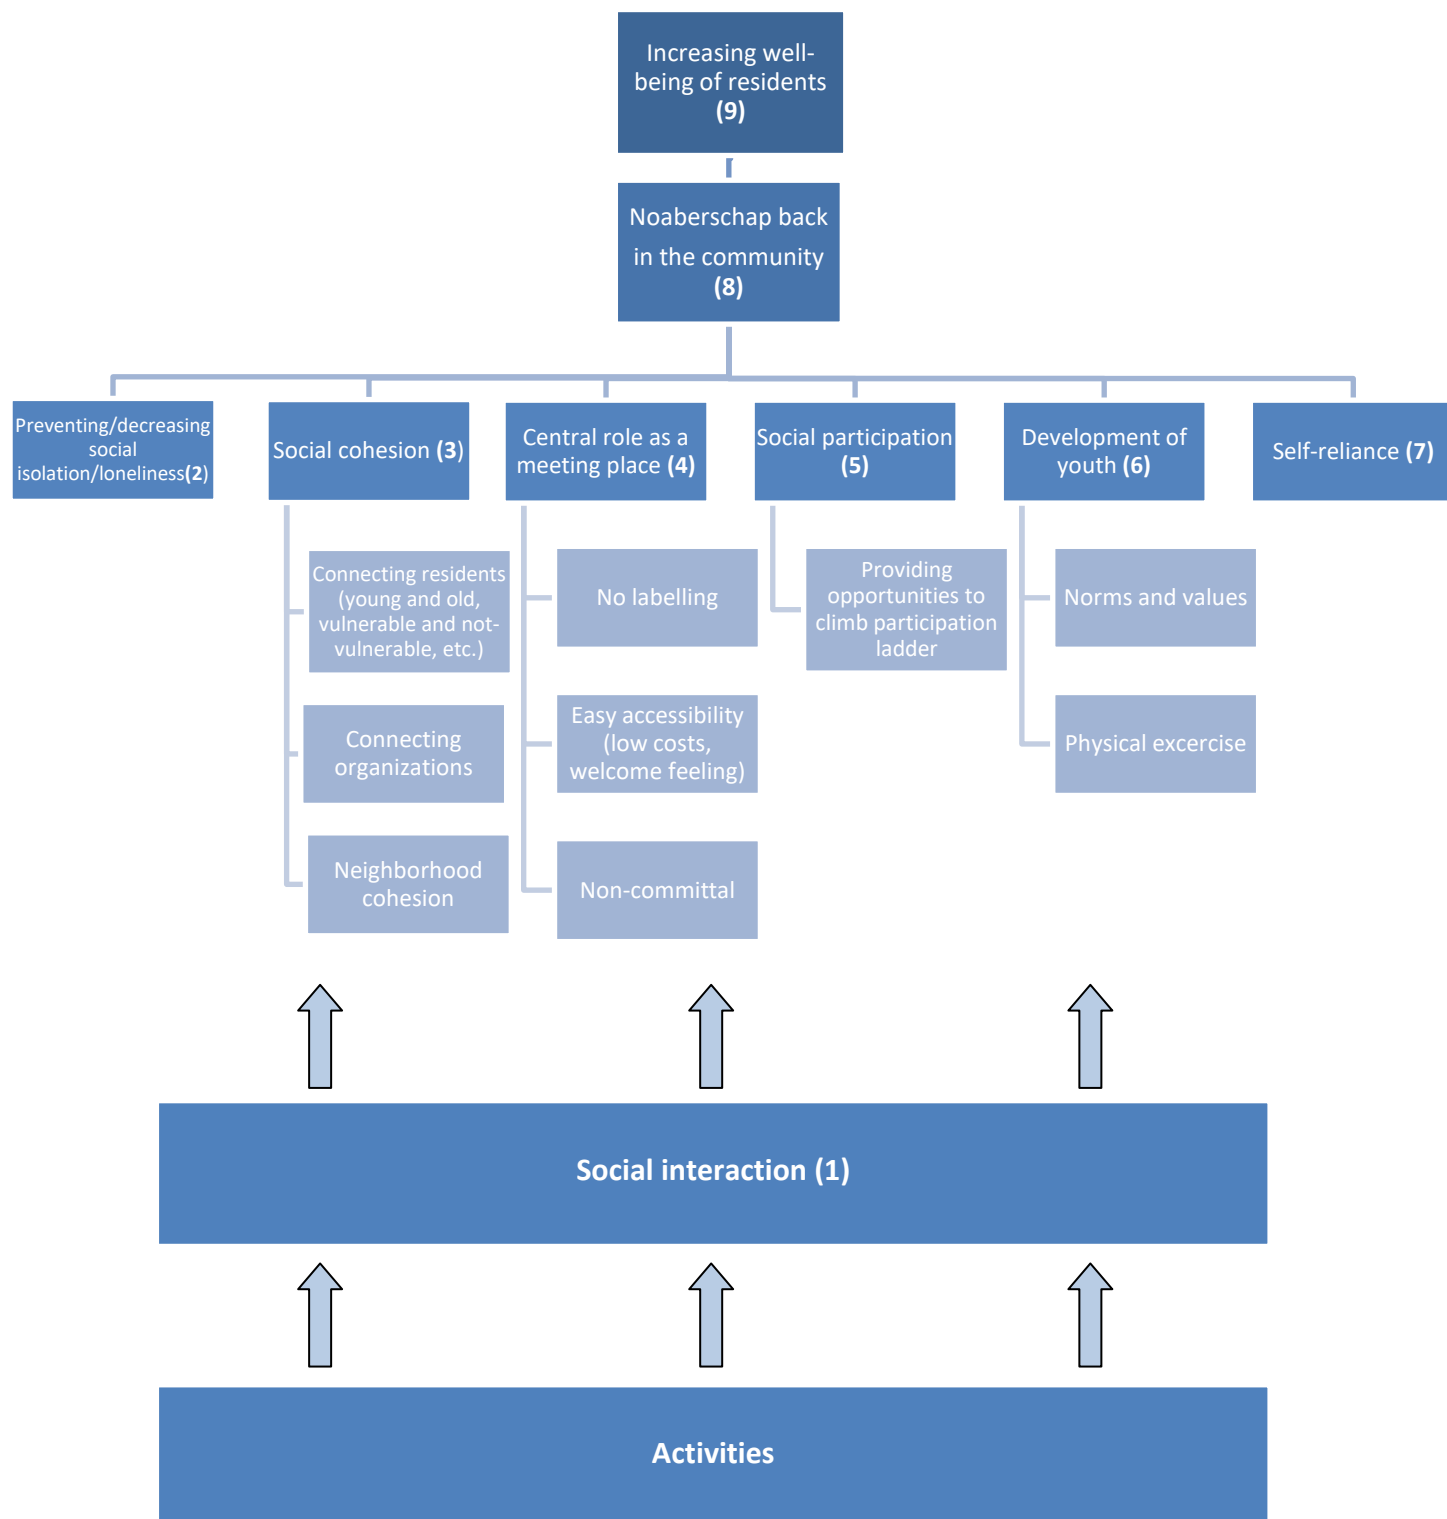 Increasing well-
being of residents
(9)
Noaberschap back
in the community
(8)
Preventing/decreasing
social
isolation/loneliness(2)
Social cohesion (3)
Central role as a
meeting place (4)
Social participation
(5)
Development of
youth (6)
Self-reliance (7)
Connecting residents
(young and old,
vulnerable and not-
vulnerable, etc.)
Connecting
organizations
Neighborhood
cohesion
No labelling
Easy accessibility
(low costs,
welcome feeling)
Non-committal
Providing
opportunities to
climb participation
ladder
Norms and values
Physical excercise
Social interaction (1)
Activities